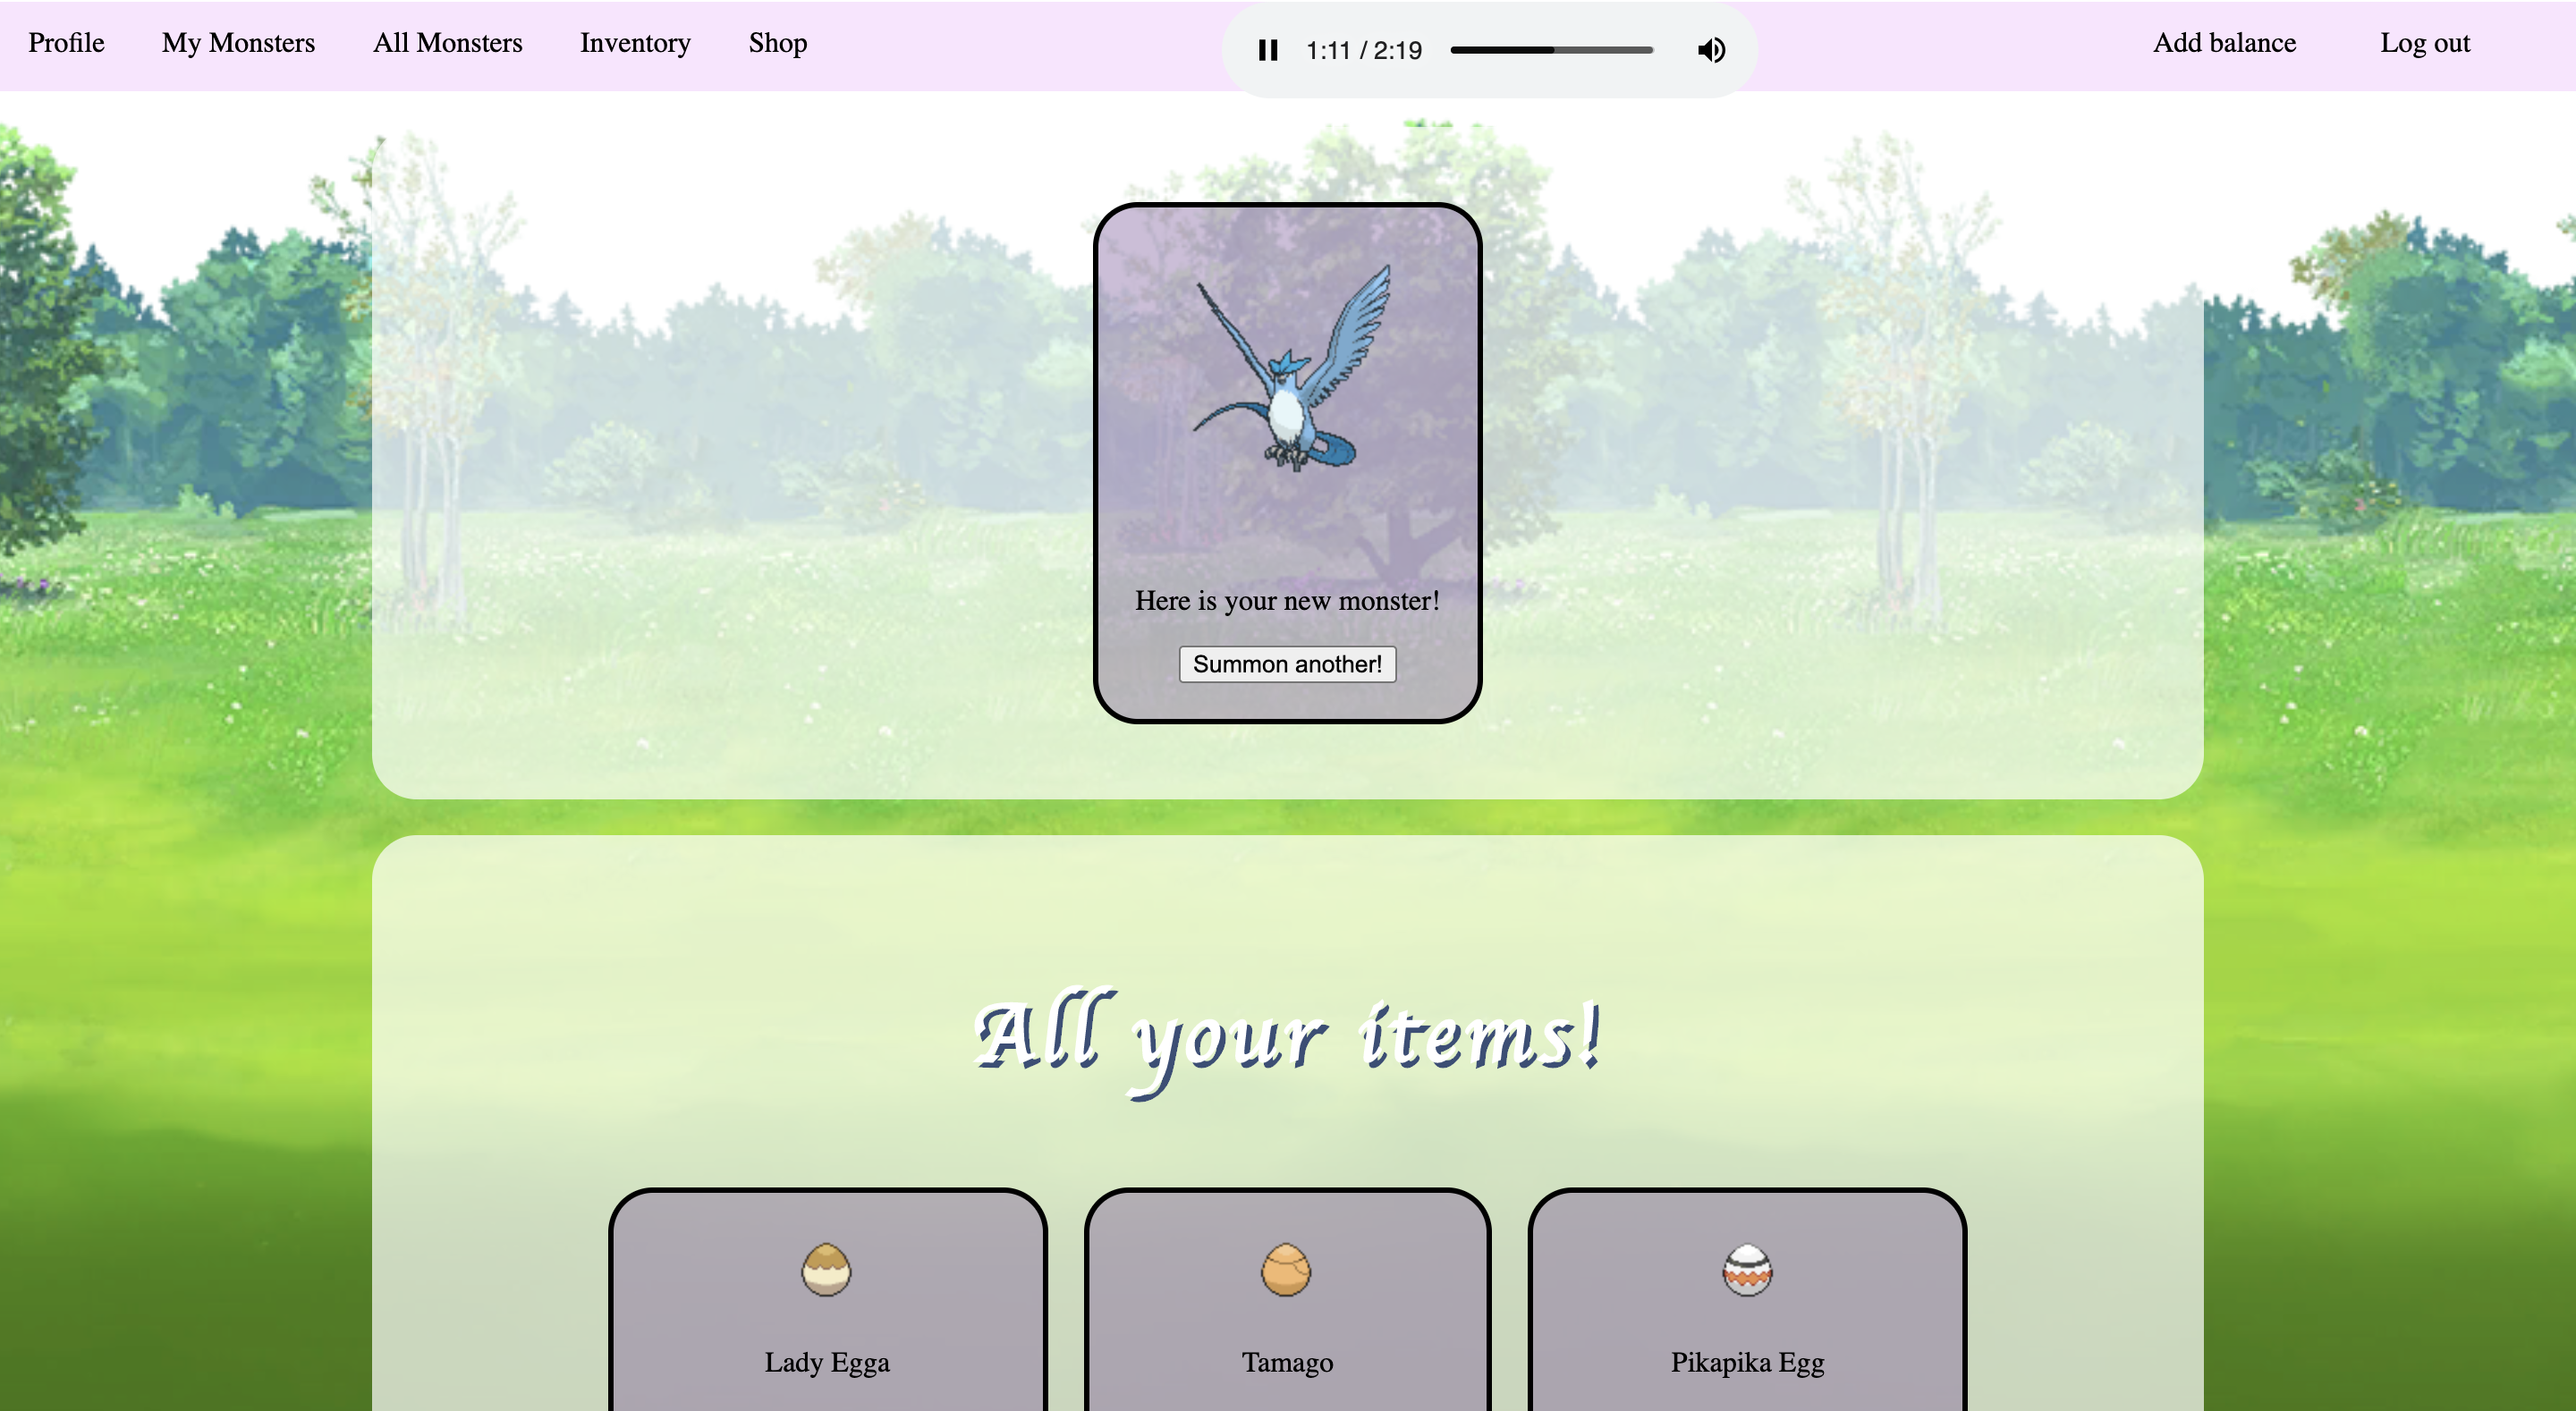 Profile My Monsters All Monsters Inventory Shop 1:11 / 2:19 Add balance Log out
Here is your new monster!
Summon another!
All your items!
Lady Egga Tamago Pikapika Egg